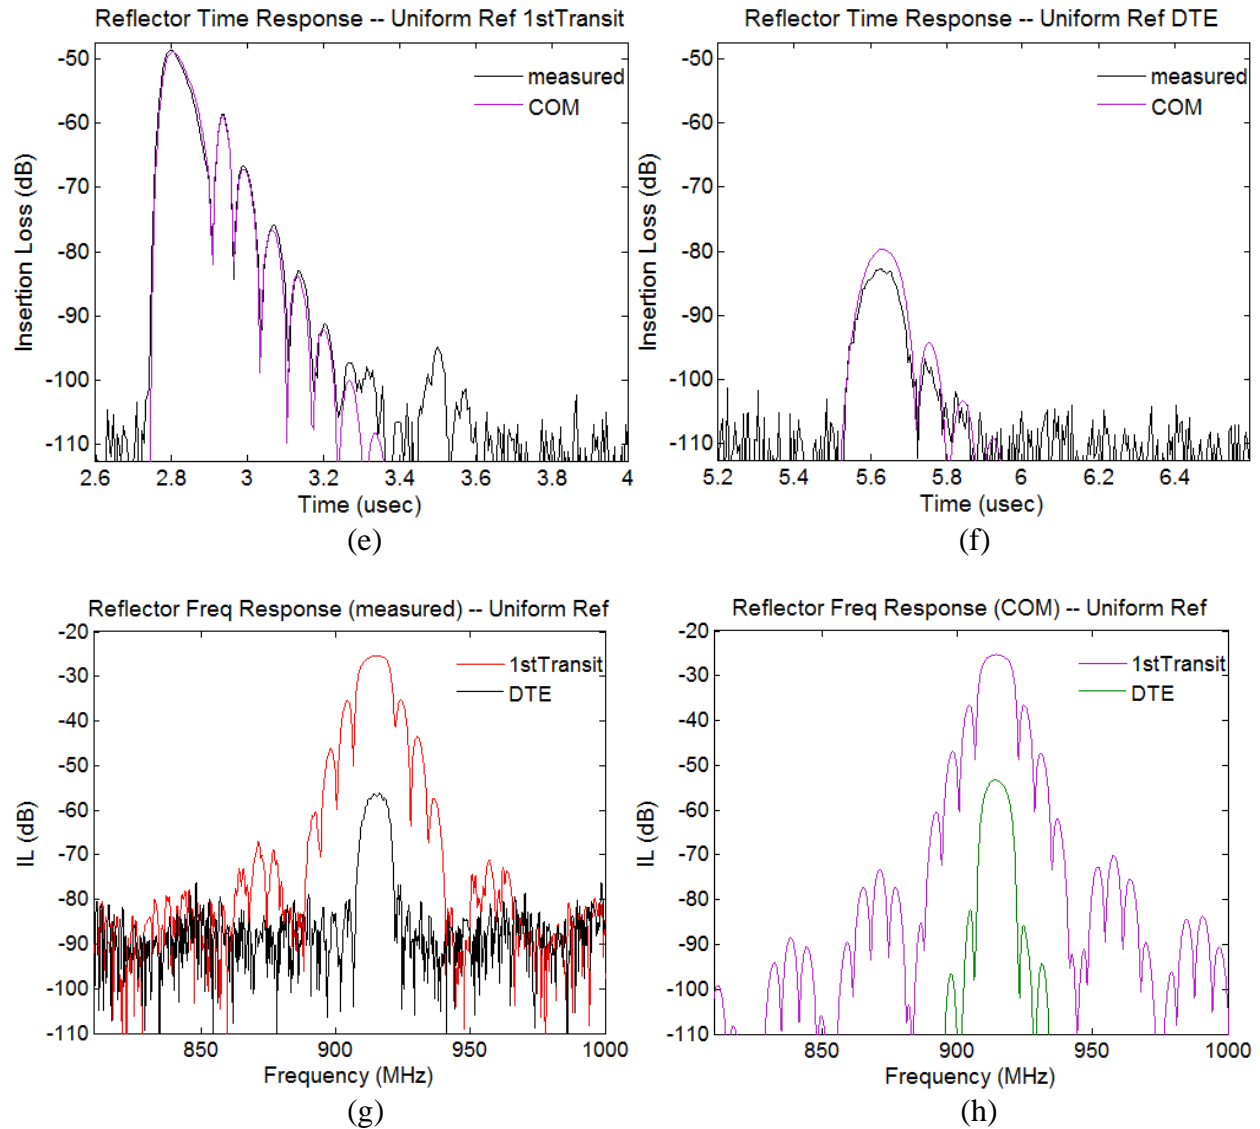 Reflector Time Response -- Uniform Ref 1stTransit
-50
-60
-70
-80
-90
-100
-110
Insertion Loss (dB)
measured
COM
2.6 2.8 3 3.2 3.4 3.6 3.8 4
Time (usec)
(e)
Reflector Time Response -- Uniform Ref DTE
-50
-60
-70
-80
-90
-100
-110
Insertion Loss (dB)
measured
COM
5.2 5.4 5.6 5.8 6 6.2 6.4
Time (usec)
(f)
Reflector Freq Response (measured) -- Uniform Ref
-20
-30
-40
-50
-60
-70
-80
-90
-100
-110
IL (dB)
1stTransit
DTE
850 900 950 1000
Frequency (MHz)
(g)
Reflector Freq Response (COM) -- Uniform Ref
-20
-30
-40
-50
-60
-70
-80
-90
-100
-110
IL (dB)
1stTransit
DTE
850 900 950 1000
Frequency (MHz)
(h)